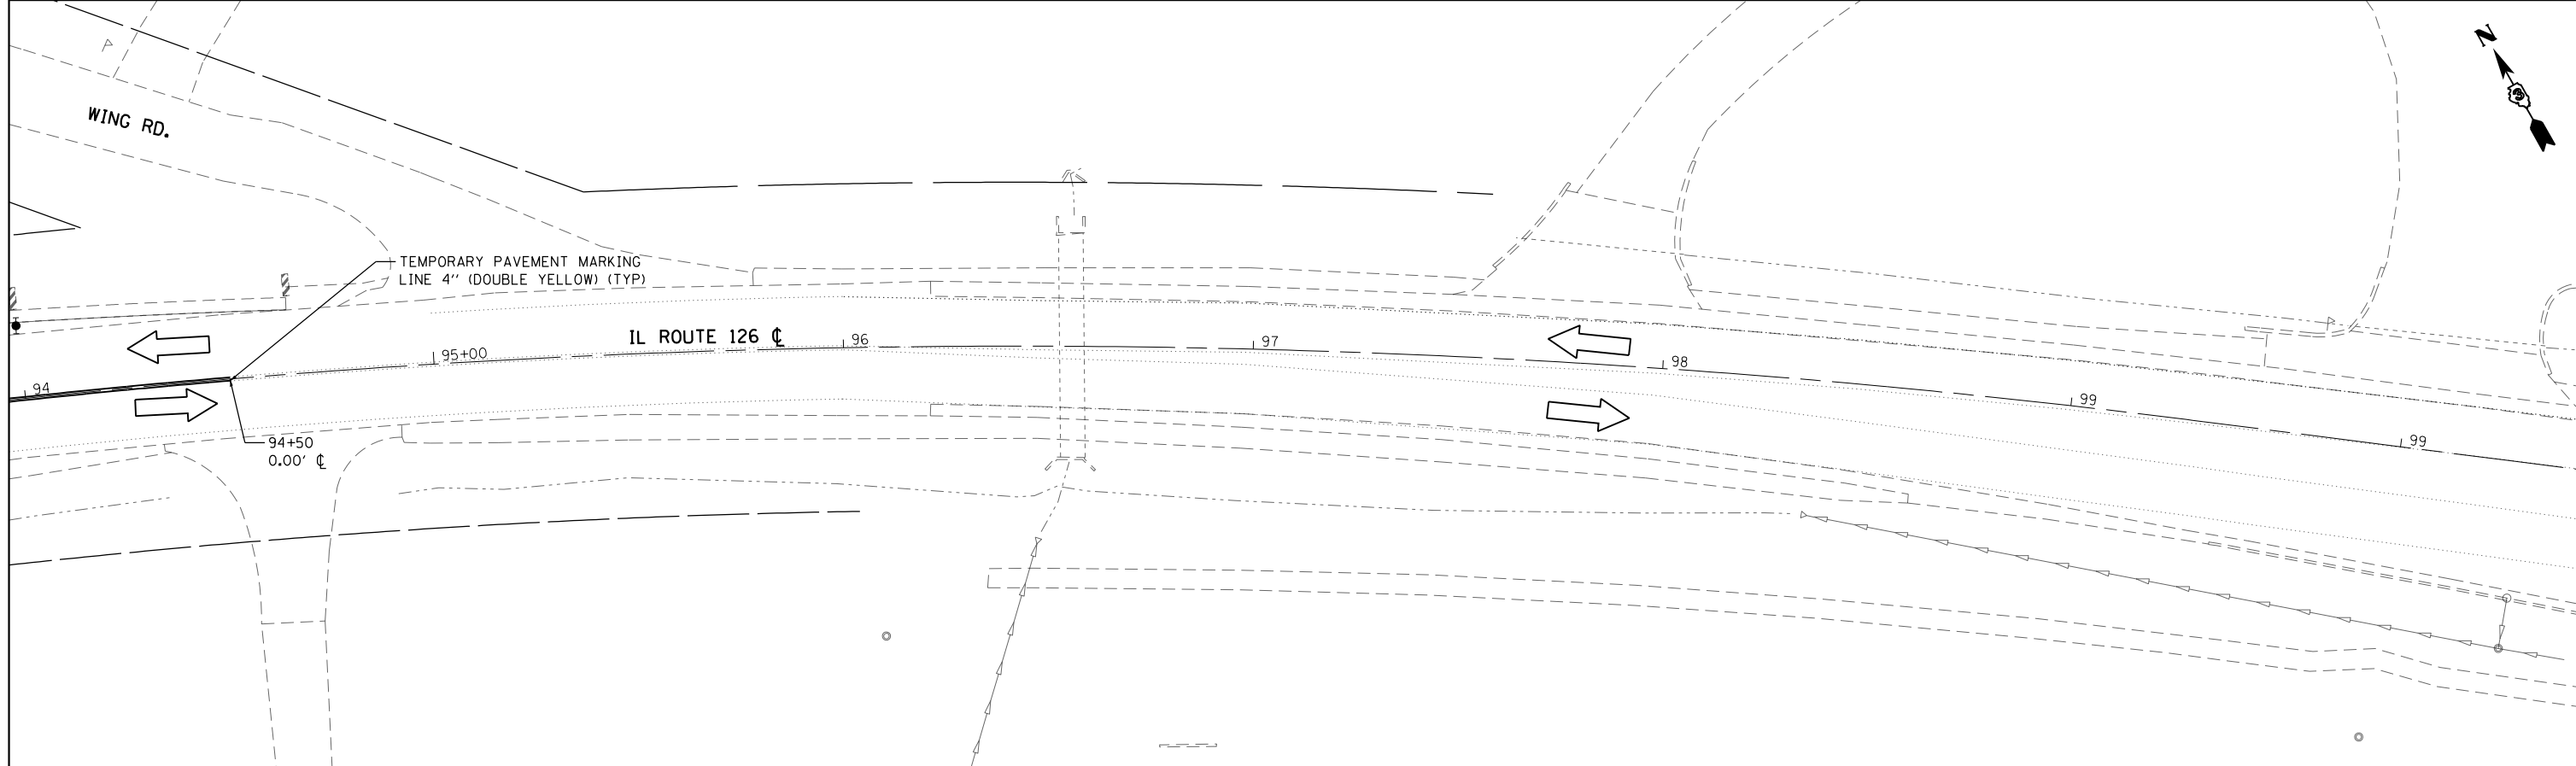 N
3
WING RD.
TEMPORARY PAVEMENT MARKING
LINE 4" (DOUBLE YELLOW) (TYP)
IL ROUTE 126 ℄
94
95+00
96
97
98
99
99
94+50
0.00' ℄